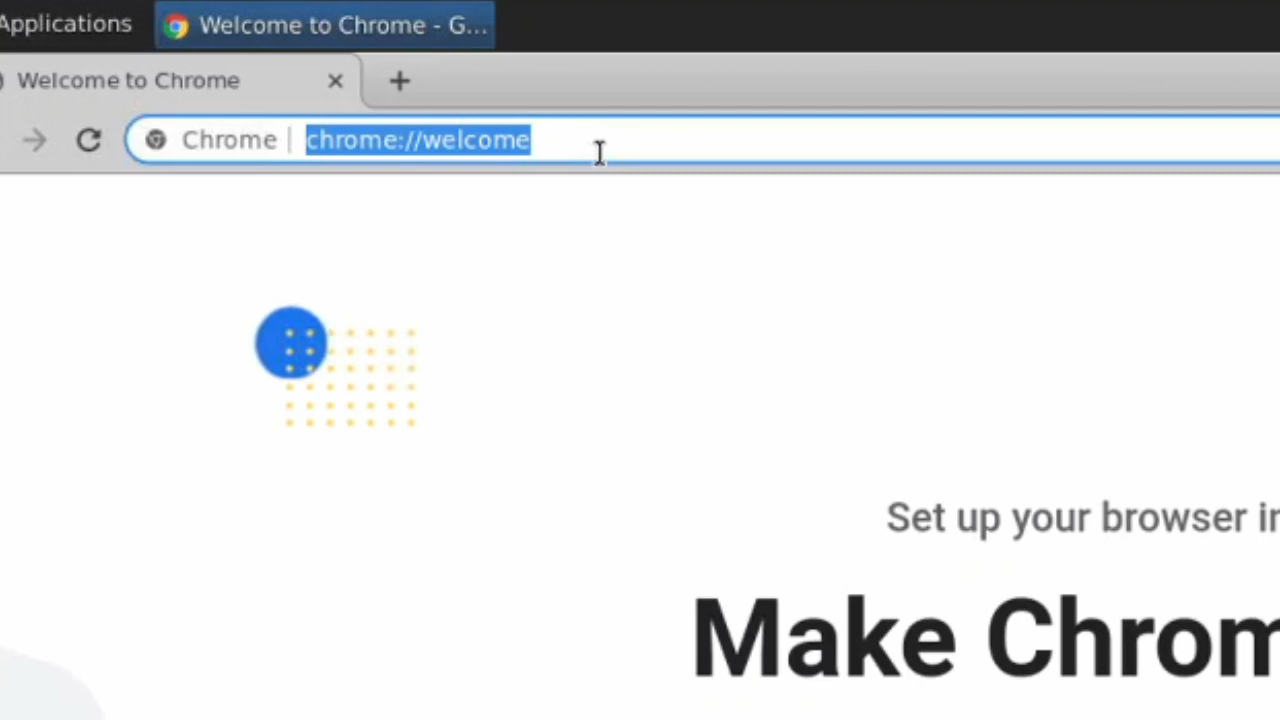 Applications
Welcome to Chrome - G...
Welcome to Chrome
Chrome | chrome://welcome
Set up your browser in
Make Chrom